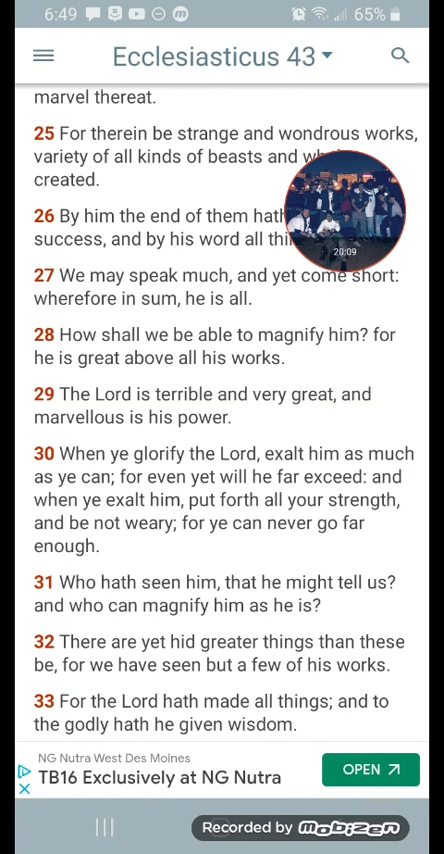 6:49 65%
Ecclesiasticus 43
marvel thereat.
25 For therein be strange and wondrous works,
variety of all kinds of beasts and
created.
26 By him the end of them hath
success, and by his word all
20:09
27 We may speak much, and yet come short:
wherefore in sum, he is all.
28 How shall we be able to magnify him? for
he is great above all his works.
29 The Lord is terrible and very great, and
marvellous is his power.
30 When ye glorify the Lord, exalt him as much
as ye can; for even yet will he far exceed: and
when ye exalt him, put forth all your strength,
and be not weary; for ye can never go far
enough.
31 Who hath seen him, that he might tell us?
and who can magnify him as he is?
32 There are yet hid greater things than these
be, for we have seen but a few of his works.
33 For the Lord hath made all things; and to
the godly hath he given wisdom.
NG Nutra West Des Moines
TB16 Exclusively at NG Nutra
OPEN
Recorded by Mobizen